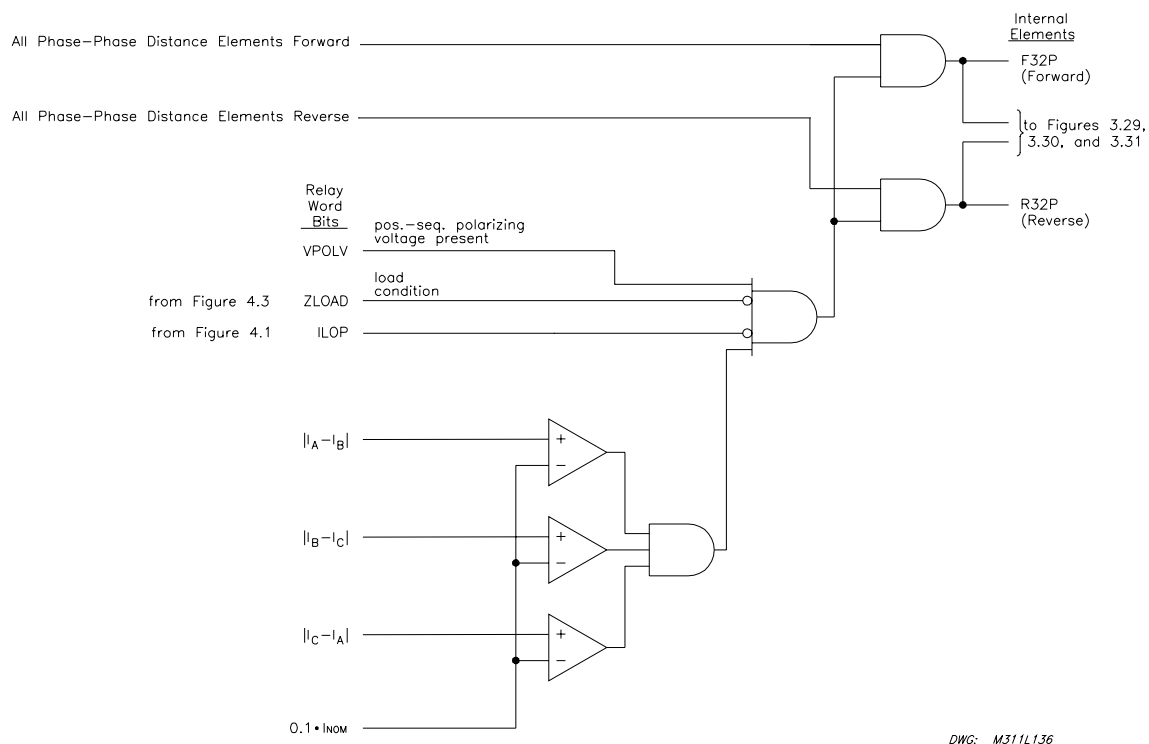 Internal
Elements
All Phase-Phase Distance Elements Forward
F32P
(Forward)
All Phase-Phase Distance Elements Reverse
to Figures 3.29,
3.30, and 3.31
Relay
Word
Bits
R32P
(Reverse)
pos.-seq. polarizing
voltage present
VPOLV
load
condition
from Figure 4.3 ZLOAD
from Figure 4.1 ILOP
|IA-IB|
+
-
|IB-IC|
+
-
|IC-IA|
+
-
0.1•INOM
DWG: M311L136